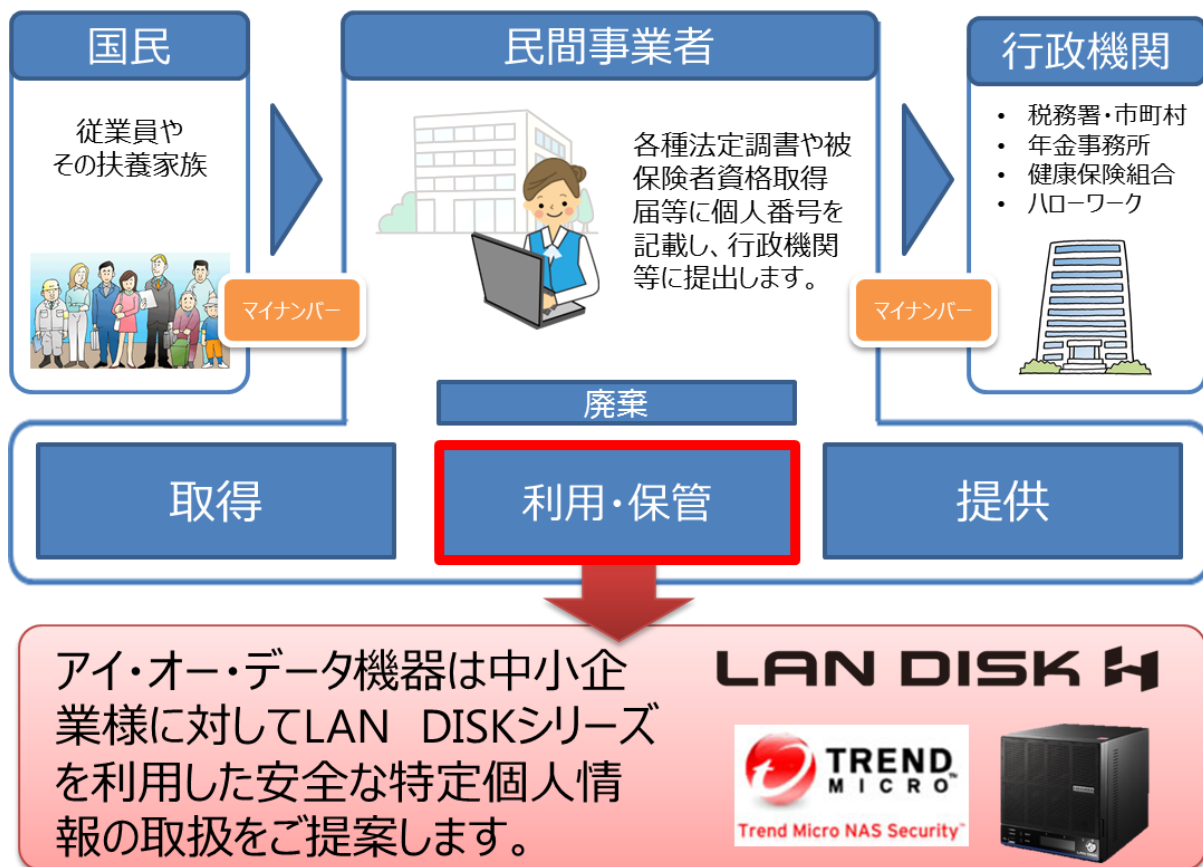 国民
従業員や
その扶養家族
マイナンバー
民間事業者
各種法定調書や被
保険者資格取得
届等に個人番号を
記載し、行政機関
等に提出します。
マイナンバー
行政機関
• 税務署・市町村
• 年金事務所
• 健康保険組合
• ハローワーク
廃棄
取得
利用・保管
提供
アイ・オー・データ機器は中小企
業様に対してLAN　DISKシリーズ
を利用した安全な特定個人情
報の取扱をご提案します。
LAN DISK H
TREND
MICRO™
Trend Micro NAS Security™